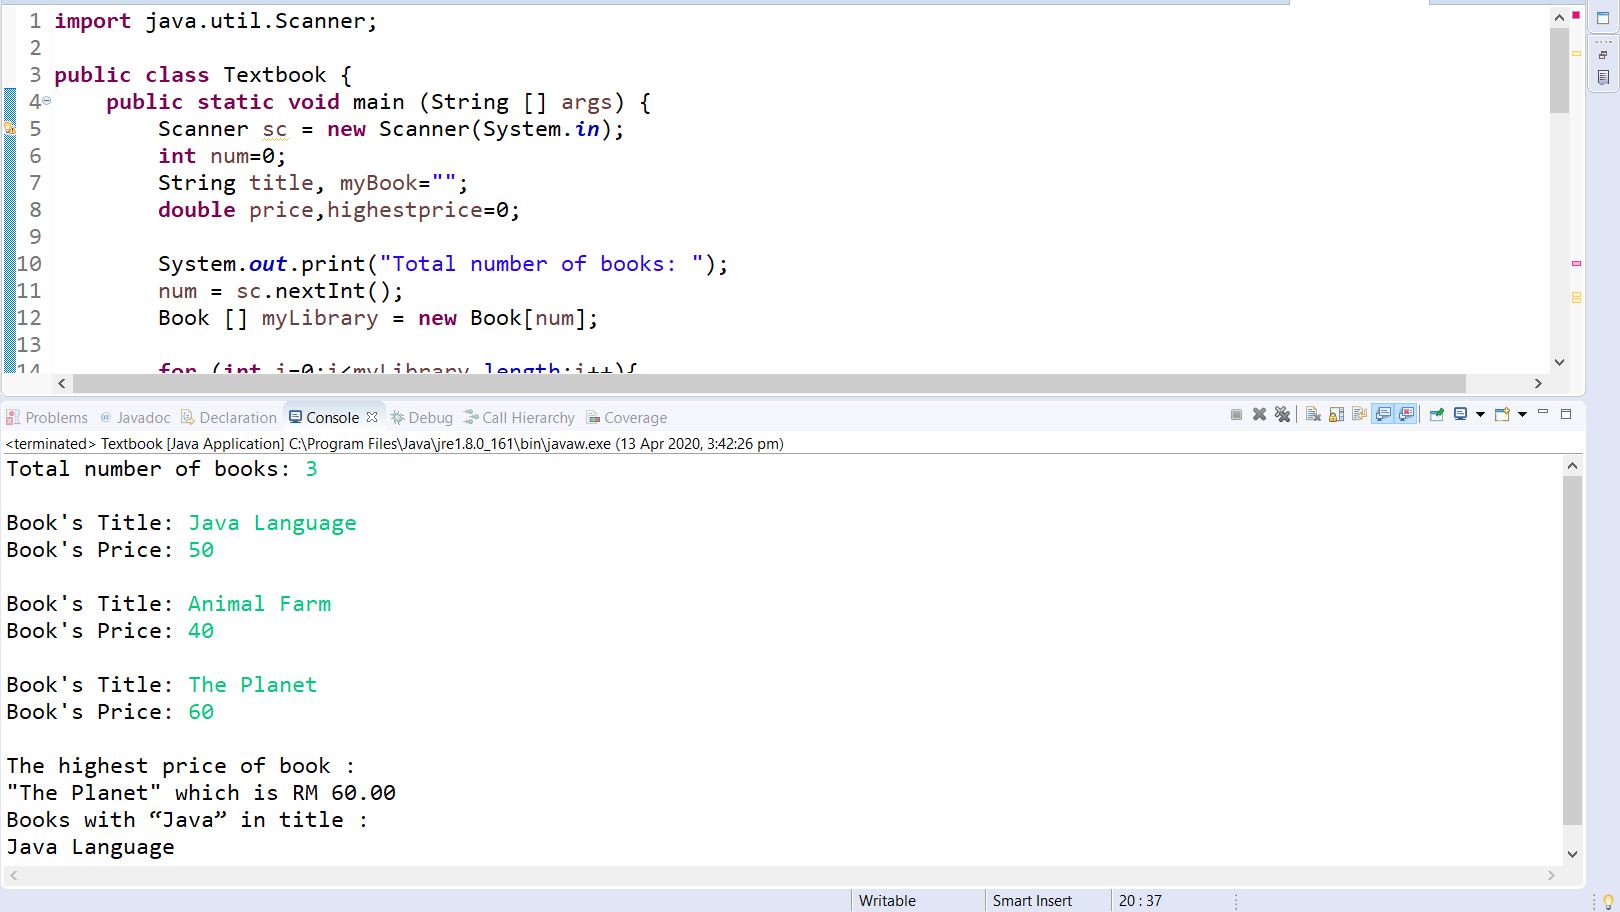 1 import java.util.Scanner;
2
3 public class Textbook {
4 public static void main (String [] args) {
5 Scanner sc = new Scanner(System.in);
6 int num=0;
7 String title, myBook="";
8 double price,highestprice=0;
9
10 System.out.print("Total number of books: ");
11 num = sc.nextInt();
12 Book [] myLibrary = new Book[num];
13
14 for (int i=0;i<myLibrary.length;i++){
Problems @ Javadoc Declaration Console Debug Call Hierarchy Coverage
<terminated> Textbook [Java Application] C:\Program Files\Java\jre1.8.0_161\bin\javaw.exe (13 Apr 2020, 3:42:26 pm)
Total number of books: 3
Book's Title: Java Language
Book's Price: 50
Book's Title: Animal Farm
Book's Price: 40
Book's Title: The Planet
Book's Price: 60
The highest price of book :
"The Planet" which is RM 60.00
Books with “Java” in title :
Java Language
Writable Smart Insert 20 : 37